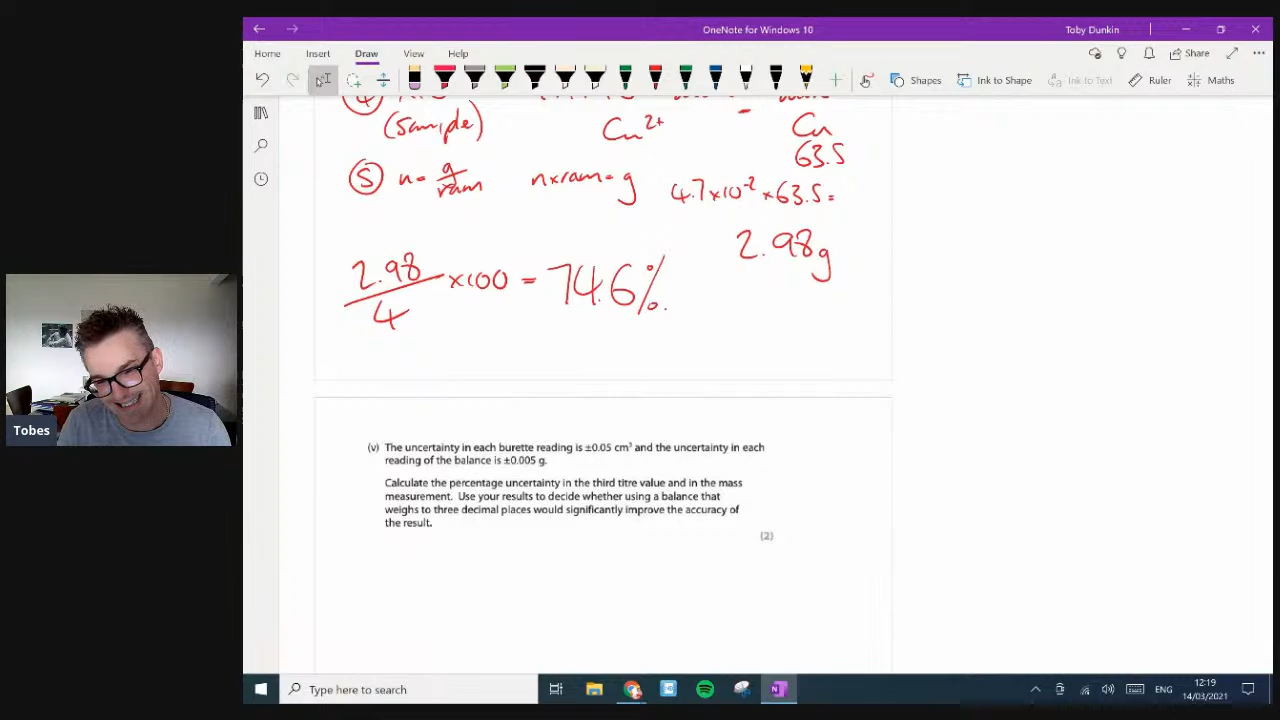 OneNote for Windows 10
Toby Dunkin
Home Insert Draw View Help
Share
Shapes Ink to Shape Ink to Text Ruler Maths
(Sample) Cu²⁺ Cu
63.5
⑤ n = g/ram n×ram = g 4.7×10⁻² × 63.5 =
2.98g
2.98/4 ×100 = 74.6%.
Tobes
(v) The uncertainty in each burette reading is ±0.05 cm³ and the uncertainty in each
reading of the balance is ±0.005 g.
Calculate the percentage uncertainty in the third titre value and in the mass
measurement. Use your results to decide whether using a balance that
weighs to three decimal places would significantly improve the accuracy of
the result.
(2)
Type here to search
ENG
12:19
14/03/2021